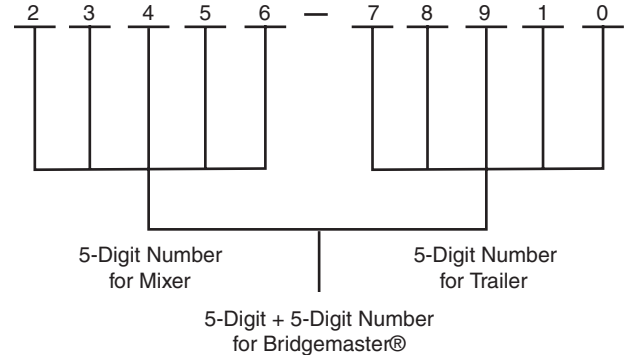 2 3 4 5 6 — 7 8 9 1 0
5-Digit Number
for Mixer
5-Digit Number
for Trailer
5-Digit + 5-Digit Number
for Bridgemaster®